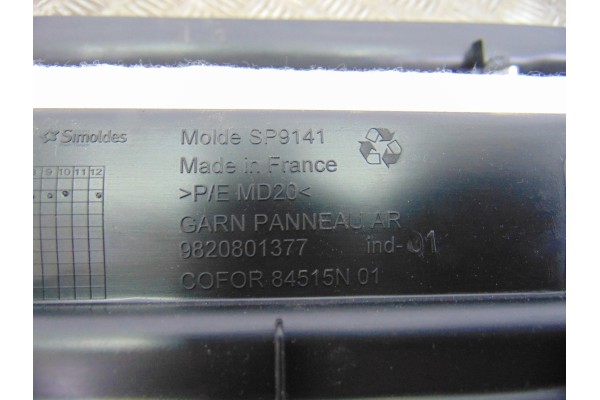 Simoldes
Molde SP9141
Made in France
>P/E MD20<
GARN PANNEAU AR
9820801377 ind-01
COFOR 84515N 01
9 10 11 12